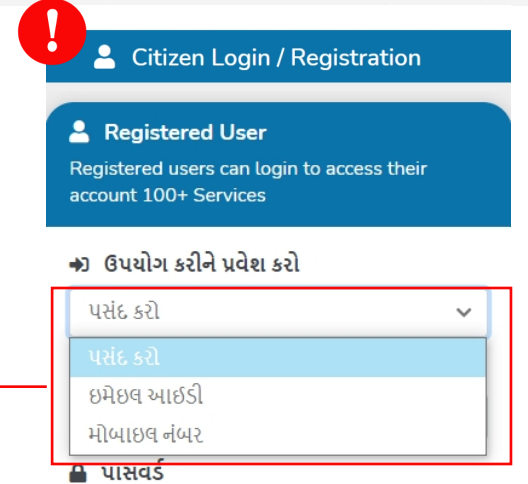 !
Citizen Login / Registration
Registered User
Registered users can login to access their
account 100+ Services
ઉપયોગ કરીને પ્રવેશ કરો
પસંદ કરો
પસંદ કરો
ઇમેઇલ આઈડી
મોબાઇલ નંબર
પાસવર્ડ